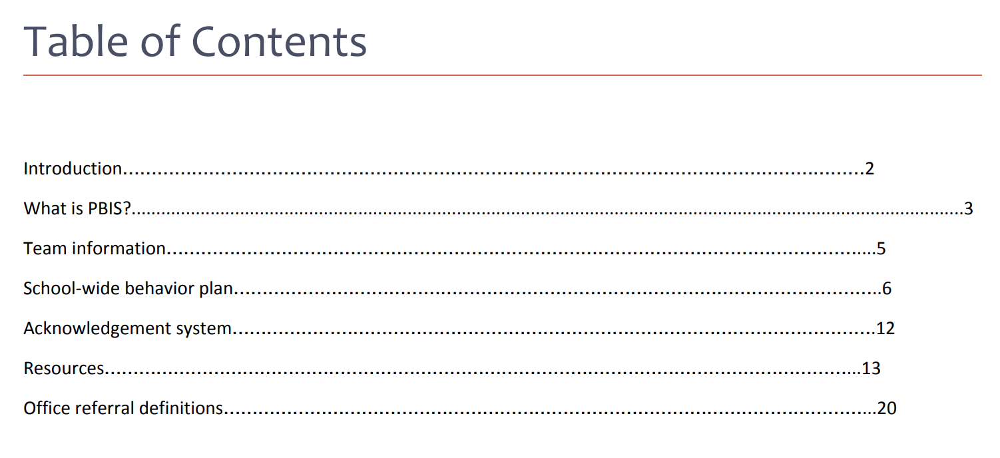 Table of Contents
Introduction……………………………………………………………………………………………………………………2
What is PBIS?.......................................................................................................................................................3
Team information………………………………………………………………………………………………………….....5
School-wide behavior plan…………………………………………………………………………………………………...6
Acknowledgement system……………………………………………………………………………………………….12
Resources…………………………………………………………………………………………………………………...13
Office referral definitions…………………………………………………………………………………………………....20